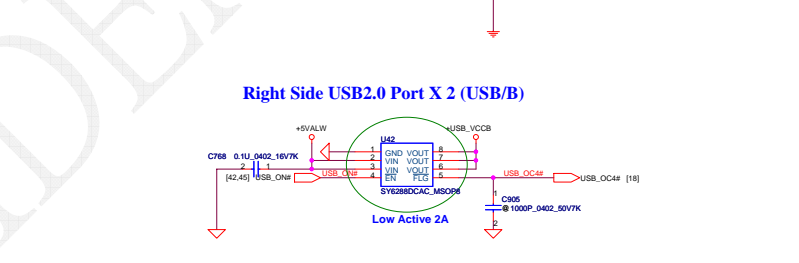 Right Side USB2.0 Port X 2 (USB/B)
+5VALW
U42
+USB_VCCB
1 GND VOUT 8
2 VIN VOUT 7
3 VIN VOUT 6
4 EN FLG 5
C768 0.1U_0402_16V7K
2 1
[42,45] USB_ON#
USB_ON#
USB_OC4#
USB_OC4# [18]
SY6288DCAC_MSOP8
1
C905
@1000P_0402_50V7K
2
Low Active 2A